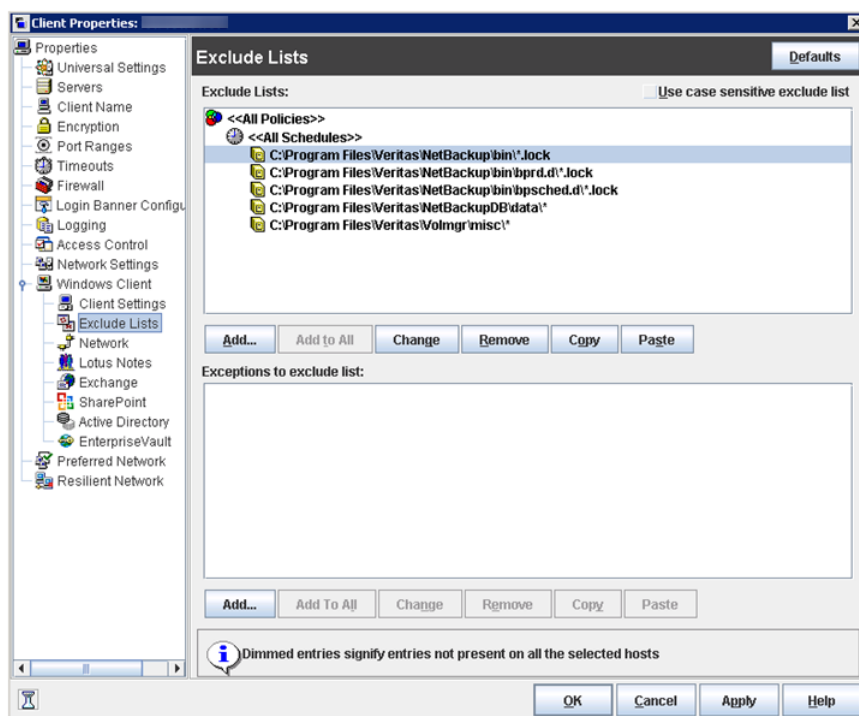 Client Properties:
Properties
Universal Settings
Servers
Client Name
Encryption
Port Ranges
Timeouts
Firewall
Login Banner Configu
Logging
Access Control
Network Settings
Windows Client
Client Settings
Exclude Lists
Network
Lotus Notes
Exchange
SharePoint
Active Directory
EnterpriseVault
Preferred Network
Resilient Network
Exclude Lists
Defaults
Exclude Lists:
Use case sensitive exclude list
<<All Policies>>
<<All Schedules>>
C:\Program Files\Veritas\NetBackup\bin\*.lock
C:\Program Files\Veritas\NetBackup\bin\bprd.d\*.lock
C:\Program Files\Veritas\NetBackup\bin\bpsched.d\*.lock
C:\Program Files\Veritas\NetBackupDB\data\*
C:\Program Files\Veritas\Volmgr\misc\*
Add... Add to All Change Remove Copy Paste
Exceptions to exclude list:
Add... Add To All Change Remove Copy Paste
Dimmed entries signify entries not present on all the selected hosts
OK Cancel Apply Help